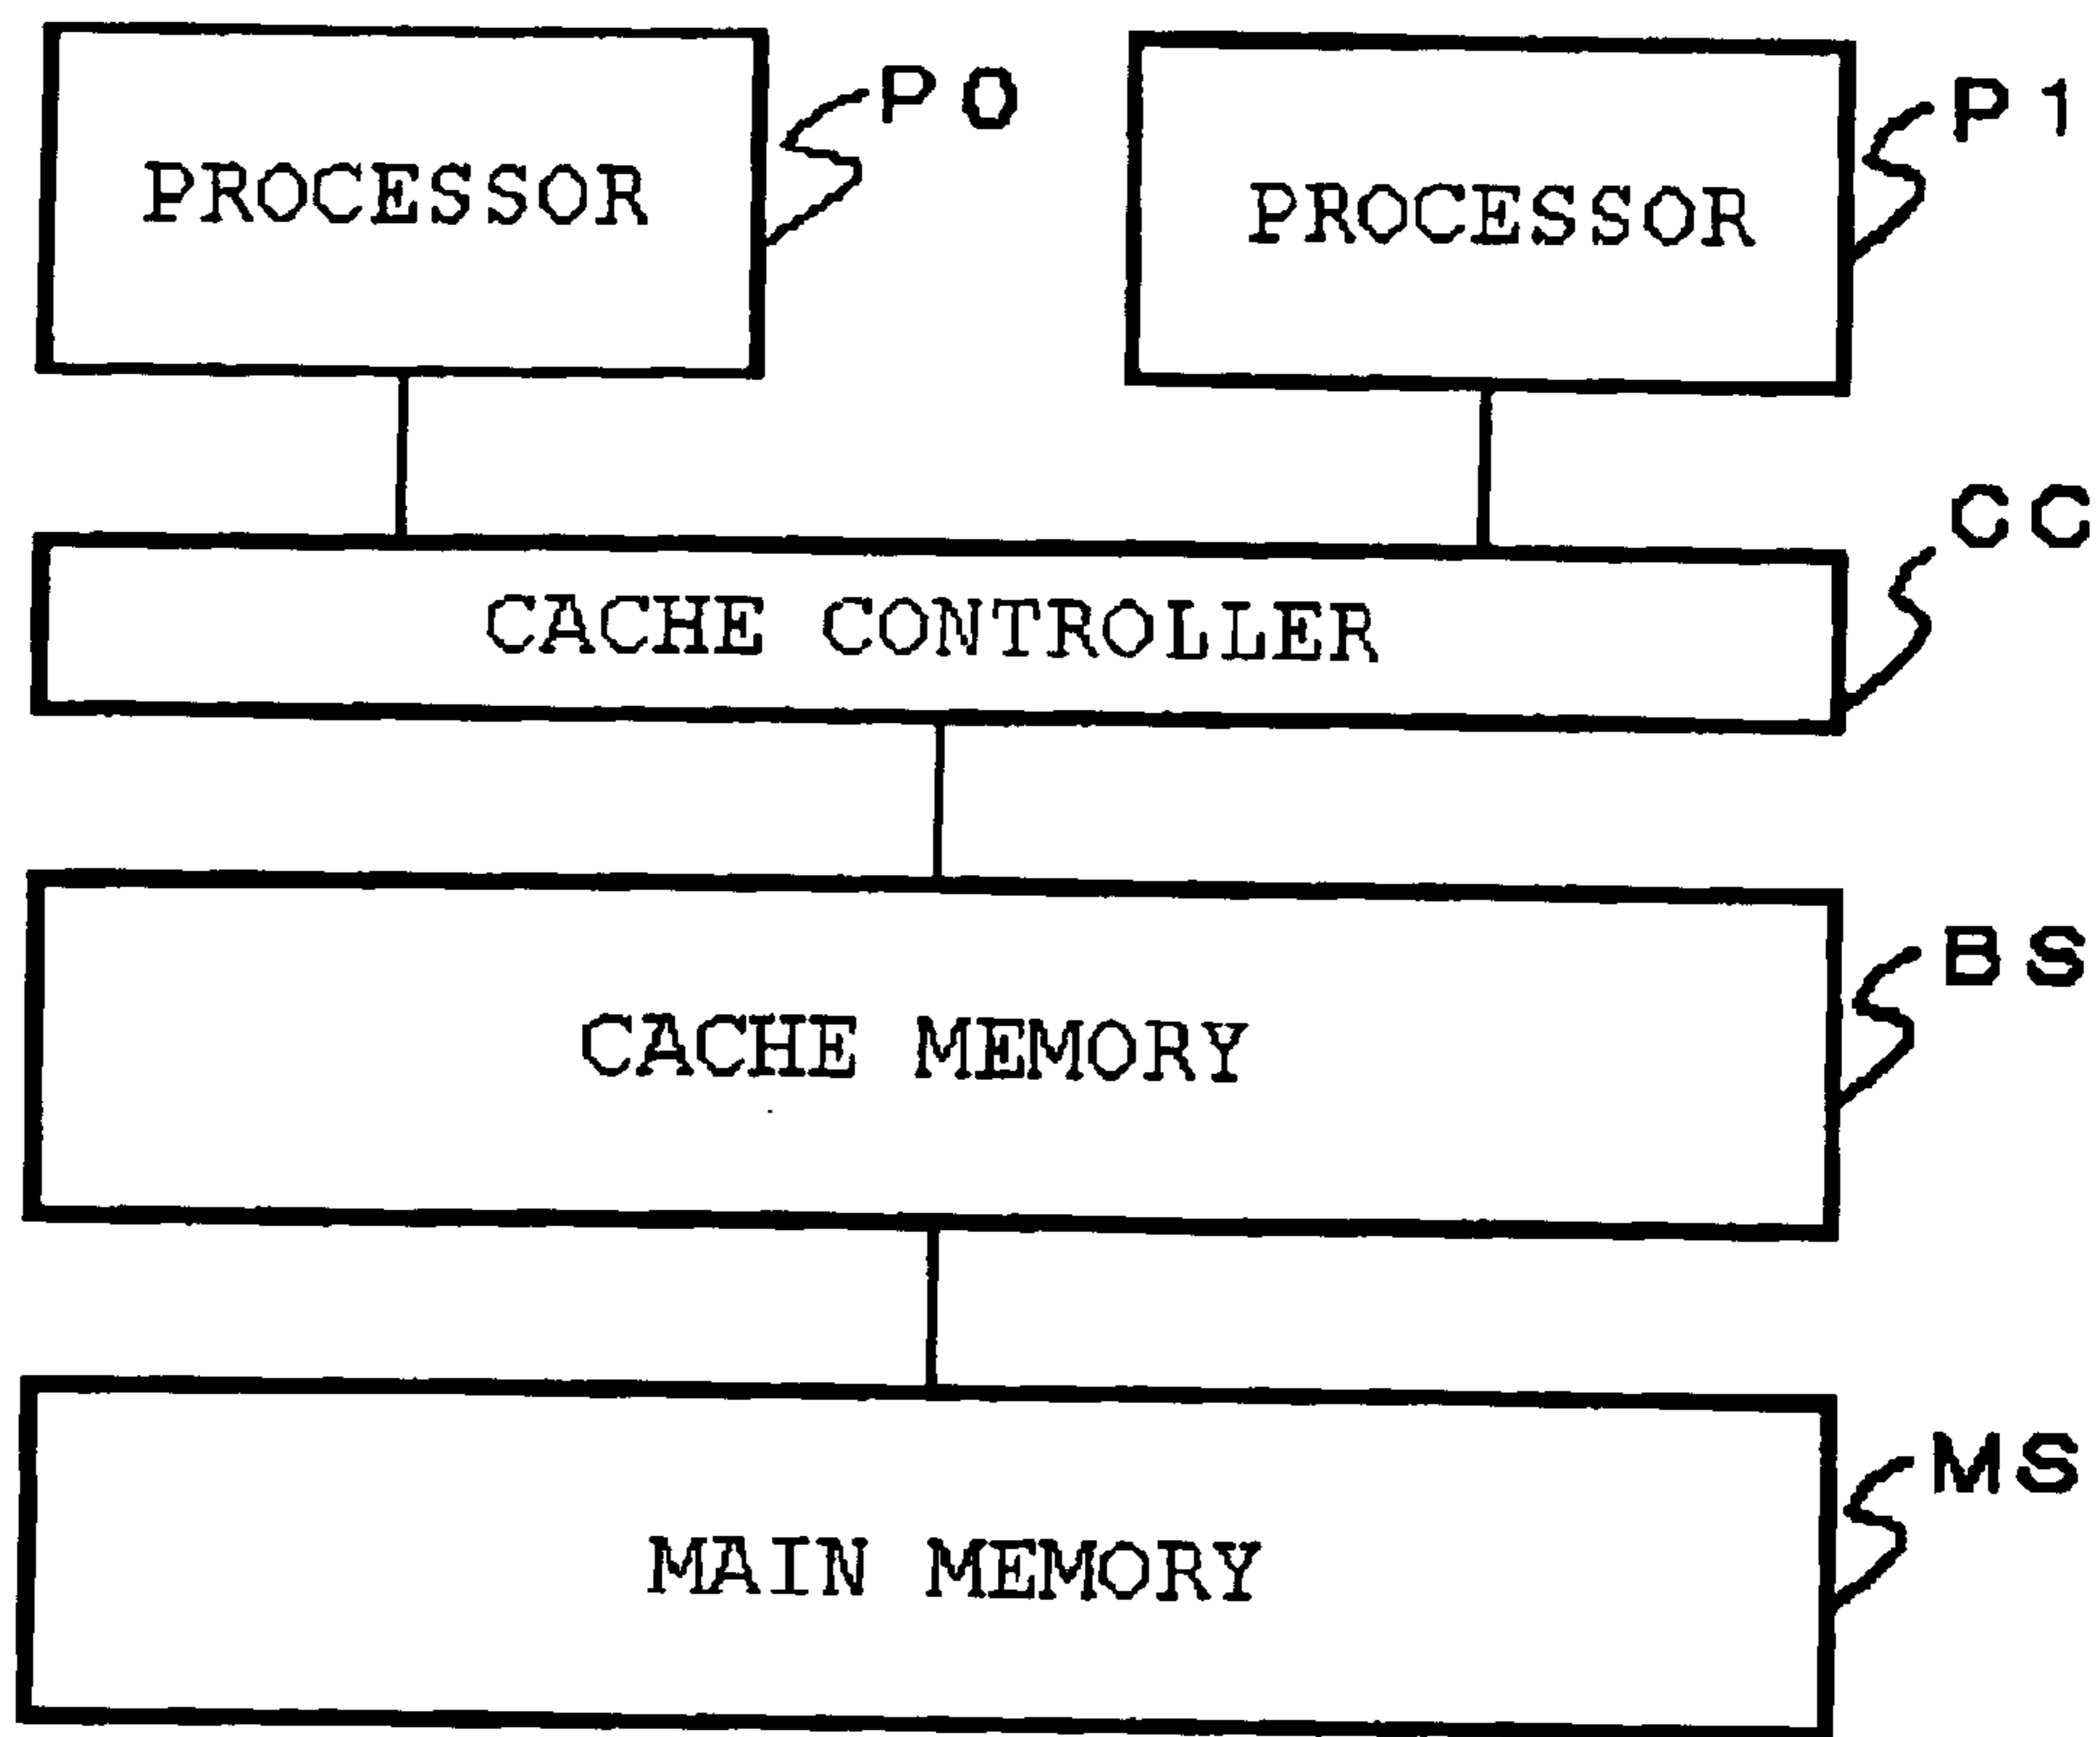 P0
PROCESSOR
P1
PROCESSOR
CC
CACHE CONTROLLER
BS
CACHE MEMORY
MS
MAIN MEMORY